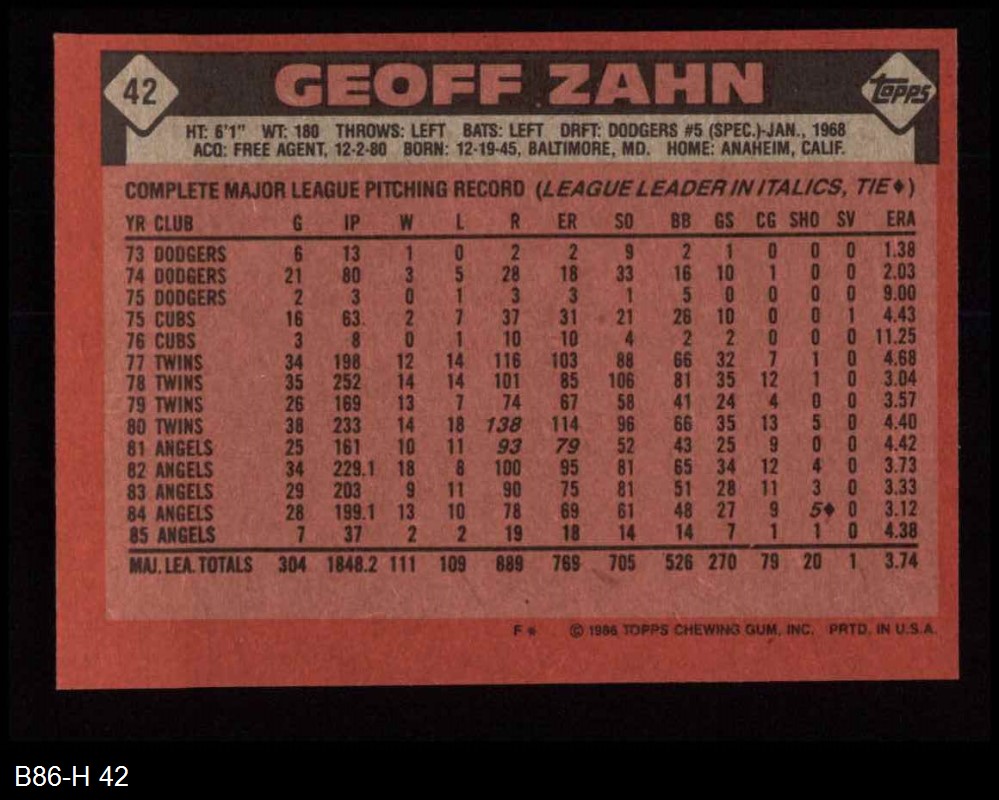 42 GEOFF ZAHN Topps
HT: 6'1" WT: 180 THROWS: LEFT BATS: LEFT DRFT: DODGERS #5 (SPEC.)-JAN., 1968
ACQ: FREE AGENT, 12-2-80 BORN: 12-19-45, BALTIMORE, MD. HOME: ANAHEIM, CALIF.
COMPLETE MAJOR LEAGUE PITCHING RECORD (LEAGUE LEADER IN ITALICS, TIE♦)
YR CLUB G IP W L R ER SO BB GS CG SHO SV ERA
73 DODGERS 6 13 1 0 2 2 9 2 1 0 0 0 1.38
74 DODGERS 21 80 3 5 28 18 33 16 10 1 0 0 2.03
75 DODGERS 2 3 0 1 3 3 1 5 0 0 0 0 9.00
75 CUBS 16 63 2 7 37 31 21 26 10 0 0 1 4.43
76 CUBS 3 8 0 1 10 10 4 2 2 0 0 0 11.25
77 TWINS 34 198 12 14 116 103 88 66 32 7 1 0 4.68
78 TWINS 35 252 14 14 101 85 106 81 35 12 1 0 3.04
79 TWINS 26 169 13 7 74 67 58 41 24 4 0 0 3.57
80 TWINS 38 233 14 18 138 114 96 66 35 13 5 0 4.40
81 ANGELS 25 161 10 11 93 79 52 43 25 9 0 0 4.42
82 ANGELS 34 229.1 18 8 100 95 81 65 34 12 4 0 3.73
83 ANGELS 29 203 9 11 90 75 81 51 28 11 3 0 3.33
84 ANGELS 28 199.1 13 10 78 69 61 48 27 9 5♦ 0 3.12
85 ANGELS 7 37 2 2 19 18 14 14 7 1 1 0 4.38
MAJ. LEA. TOTALS 304 1848.2 111 109 889 769 705 526 270 79 20 1 3.74
F* © 1986 TOPPS CHEWING GUM, INC. PRTD. IN U.S.A.
B86-H 42